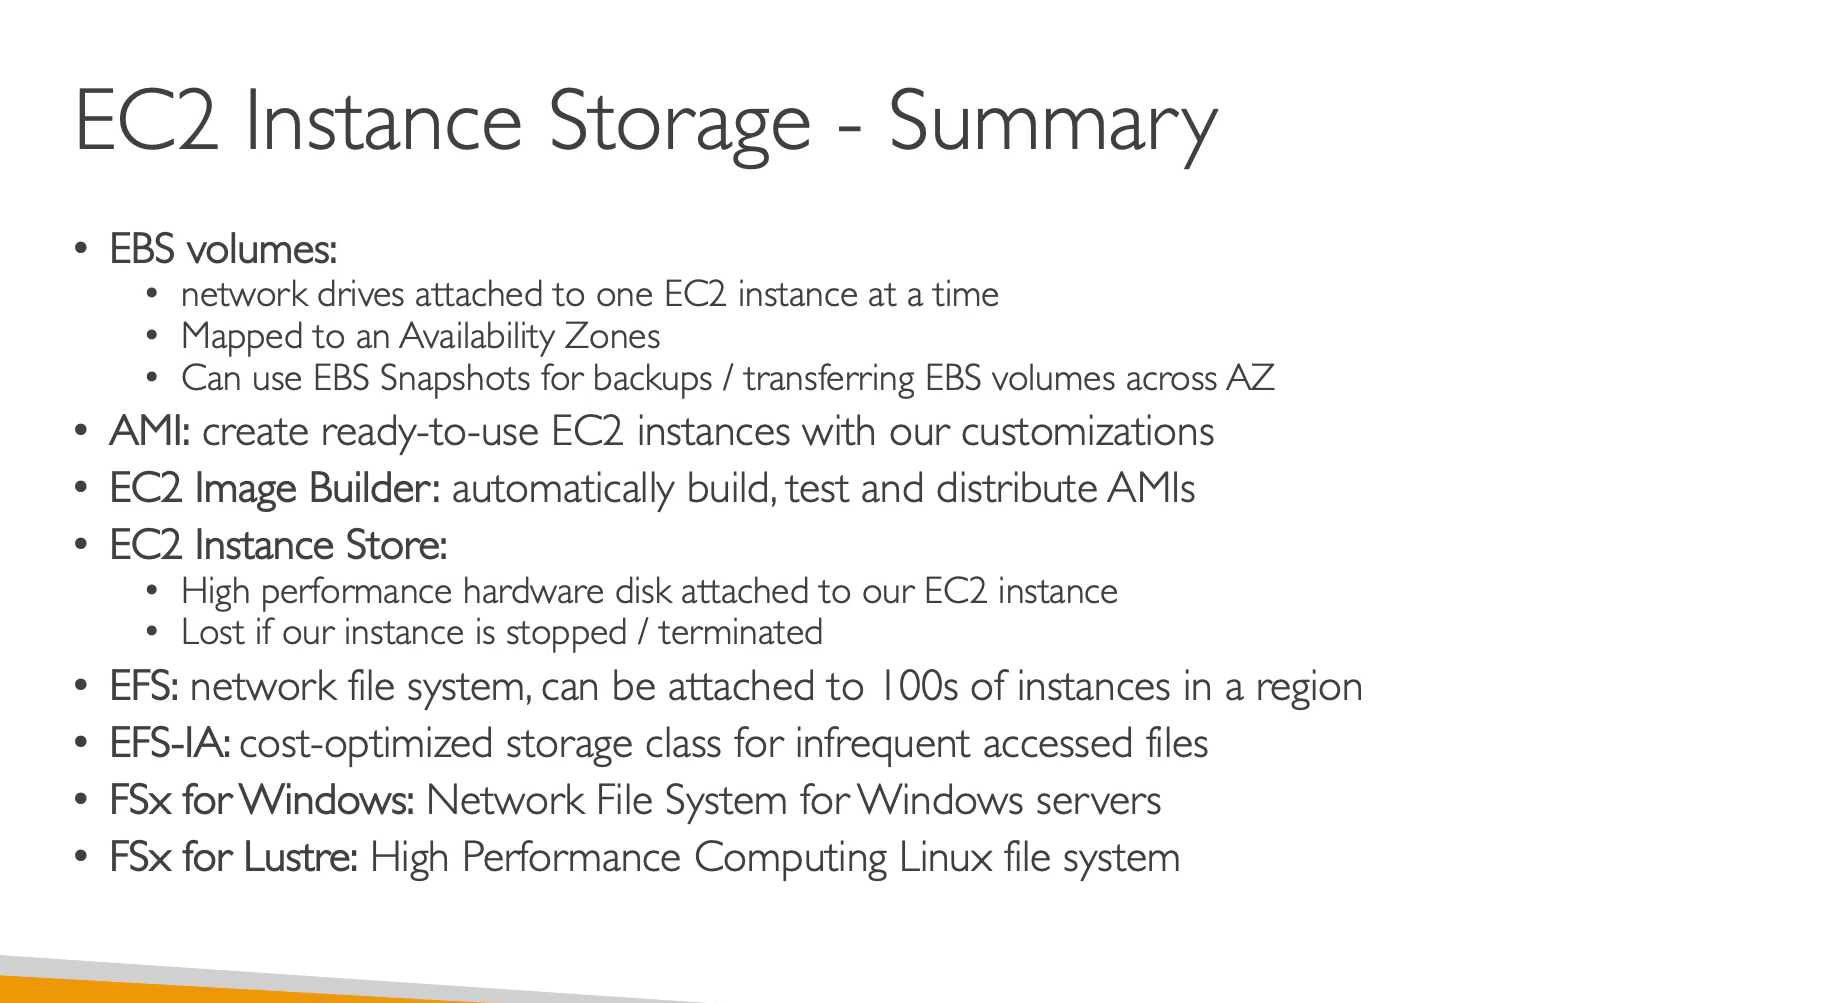 EC2 Instance Storage - Summary
• EBS volumes:
• network drives attached to one EC2 instance at a time
• Mapped to an Availability Zones
• Can use EBS Snapshots for backups / transferring EBS volumes across AZ
• AMI: create ready-to-use EC2 instances with our customizations
• EC2 Image Builder: automatically build, test and distribute AMIs
• EC2 Instance Store:
• High performance hardware disk attached to our EC2 instance
• Lost if our instance is stopped / terminated
• EFS: network file system, can be attached to 100s of instances in a region
• EFS-IA: cost-optimized storage class for infrequent accessed files
• FSx for Windows: Network File System for Windows servers
• FSx for Lustre: High Performance Computing Linux file system